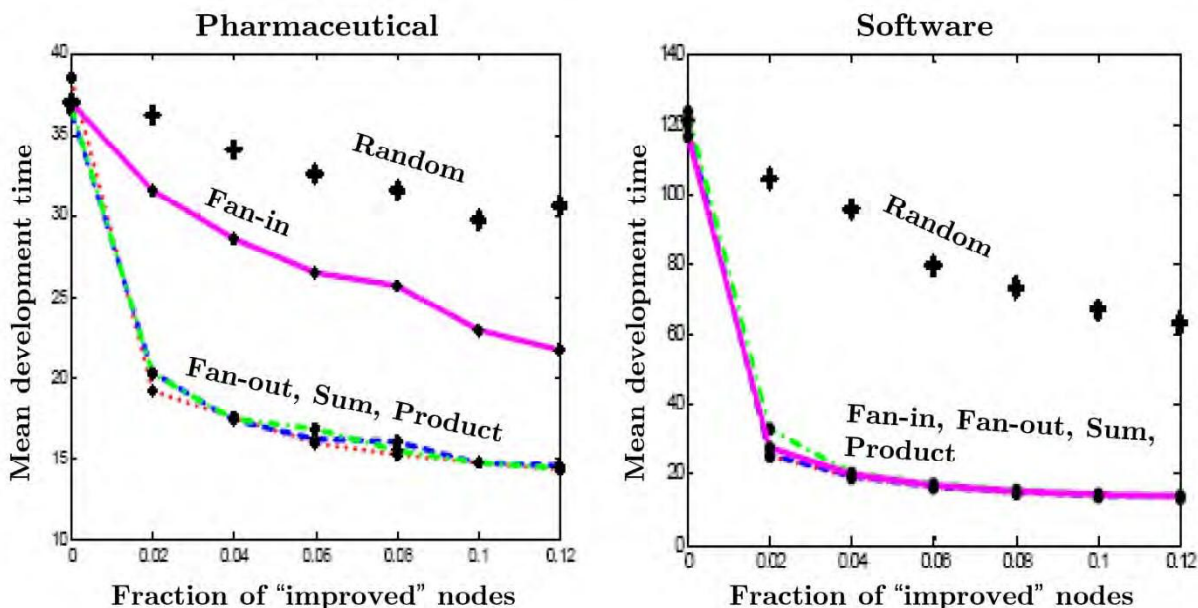 Pharmaceutical
40
35
30
25
20
15
10
0
0.02
0.04
0.06
0.08
0.1
0.12
Mean development time
Random
Fan-in
Fan-out, Sum, Product
Fraction of “improved” nodes
Software
140
120
100
80
60
40
20
0
0
0.02
0.04
0.06
0.08
0.1
0.12
Mean development time
Random
Fan-in, Fan-out, Sum,
Product
Fraction of “improved” nodes